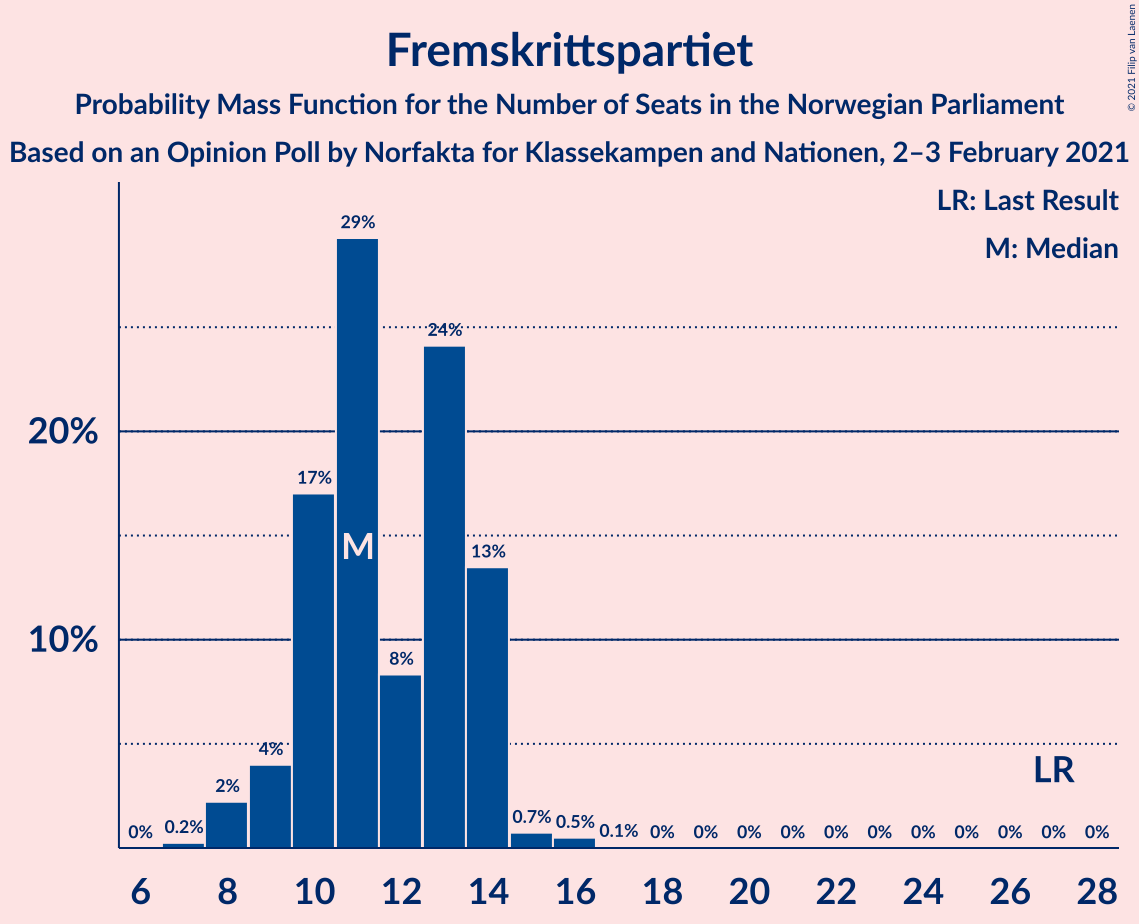 Fremskrittspartiet
Probability Mass Function for the Number of Seats in the Norwegian Parliament
Based on an Opinion Poll by Norfakta for Klassekampen and Nationen, 2–3 February 2021
© 2021 Filip van Laenen
LR: Last Result
M: Median
29%
24%
20%
17%
M
13%
10%
8%
4%
LR
2%
0% 0.2% 0.7% 0.5% 0.1% 0% 0% 0% 0% 0% 0% 0% 0% 0% 0% 0%
6 8 10 12 14 16 18 20 22 24 26 28